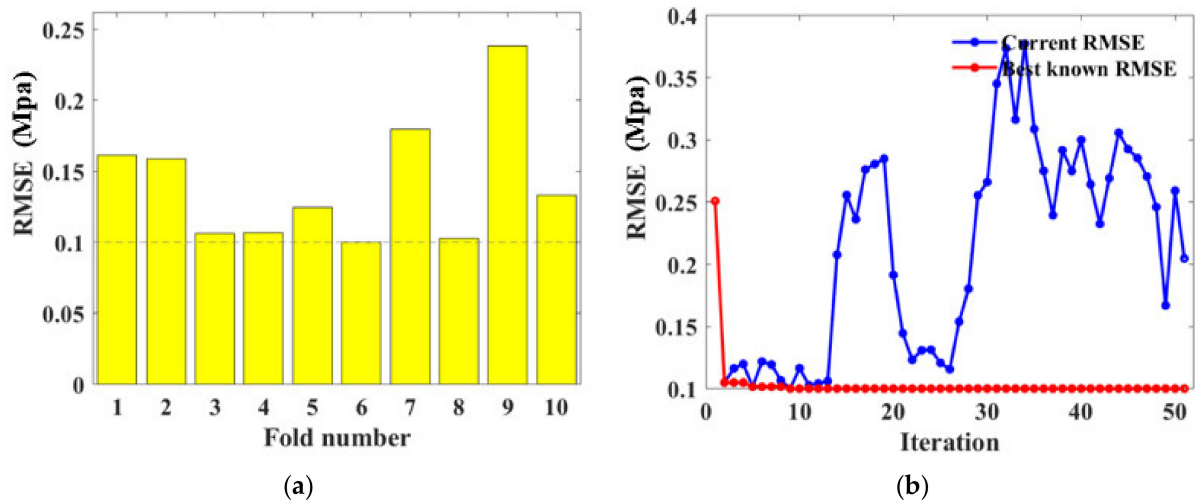 0.25
0.2
0.15
0.1
0.05
0
RMSE (Mpa)
1 2 3 4 5 6 7 8 9 10
Fold number
(a)
0.4
0.35
0.3
0.25
0.2
0.15
0.1
RMSE (Mpa)
Current RMSE
Best known RMSE
0 10 20 30 40 50
Iteration
(b)